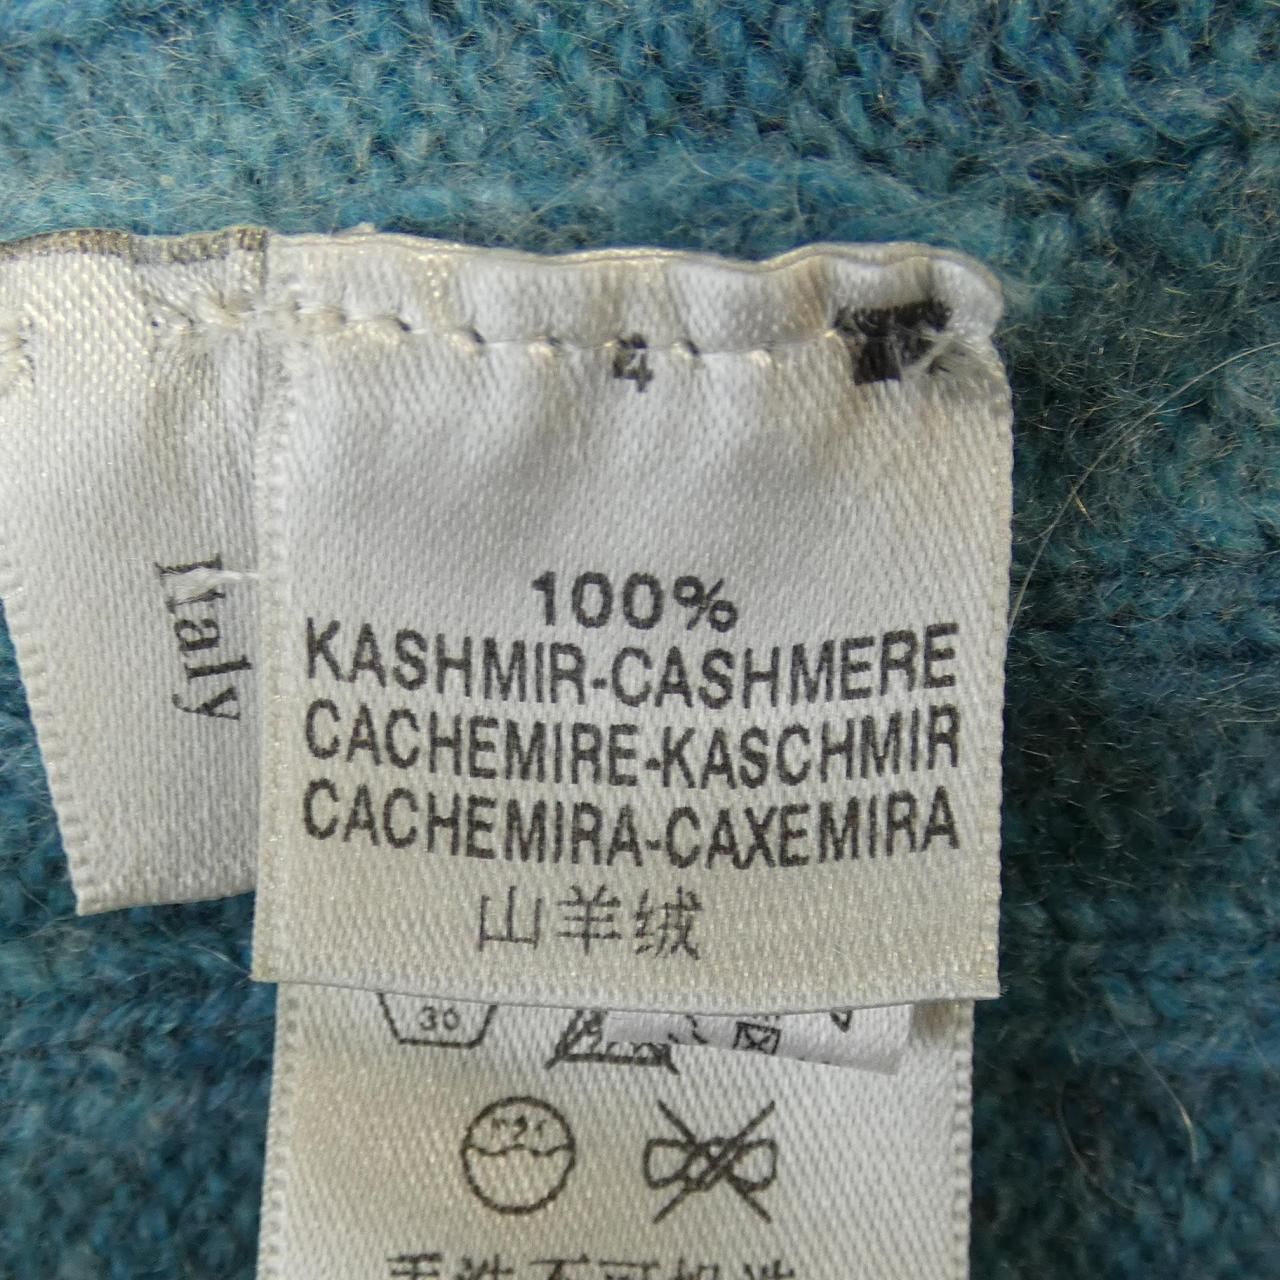 4
Italy
100%
KASHMIR-CASHMERE
CACHEMIRE-KASCHMIR
CACHEMIRA-CAXEMIRA
山羊绒
30